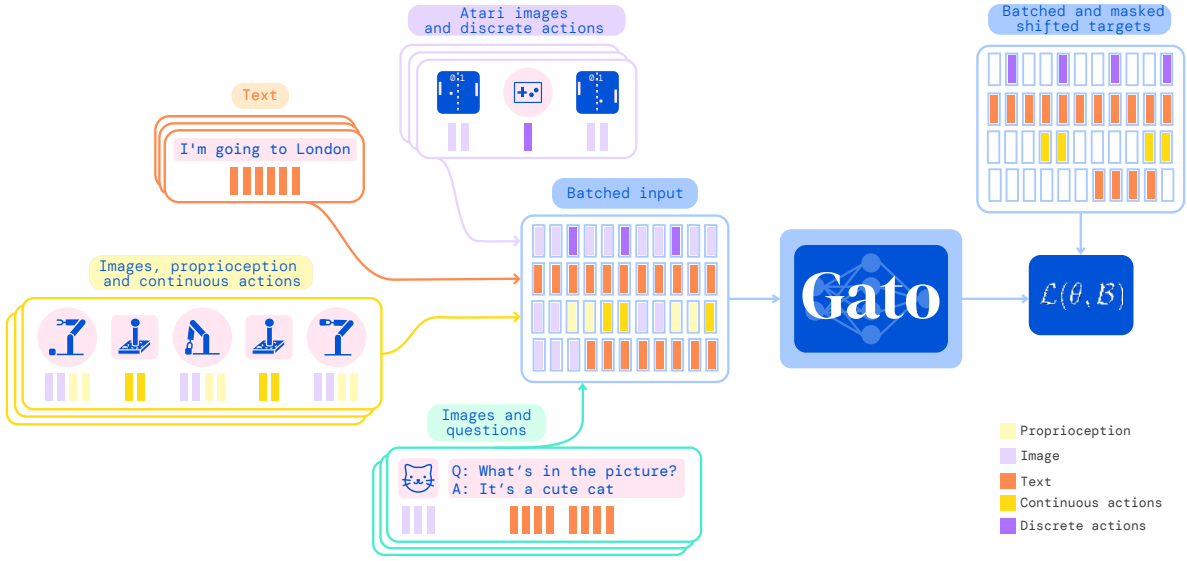 Atari images
and discrete actions
0 1
0 1
Batched and masked
shifted targets
Text
I'm going to London
Batched input
Images, proprioception
and continuous actions
Gato
ℒ(θ, ℬ)
Images and
questions
Q: What's in the picture?
A: It's a cute cat
Proprioception
Image
Text
Continuous actions
Discrete actions